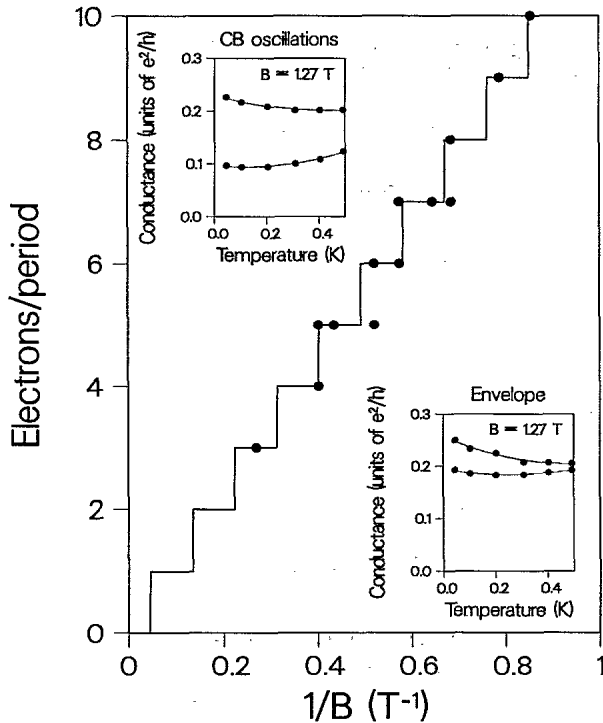 10
8
6
4
2
0
Electrons/period
0
0.2
0.4
0.6
0.8
1
1/B (T⁻¹)
CB oscillations
B = 1.27 T
0.3
0.2
0.1
0.0
Conductance (units of e²/h)
0.0
0.2
0.4
Temperature (K)
Envelope
B = 1.27 T
0.3
0.2
0.1
0.0
Conductance (units of e²/h)
0.0
0.2
0.4
Temperature (K)